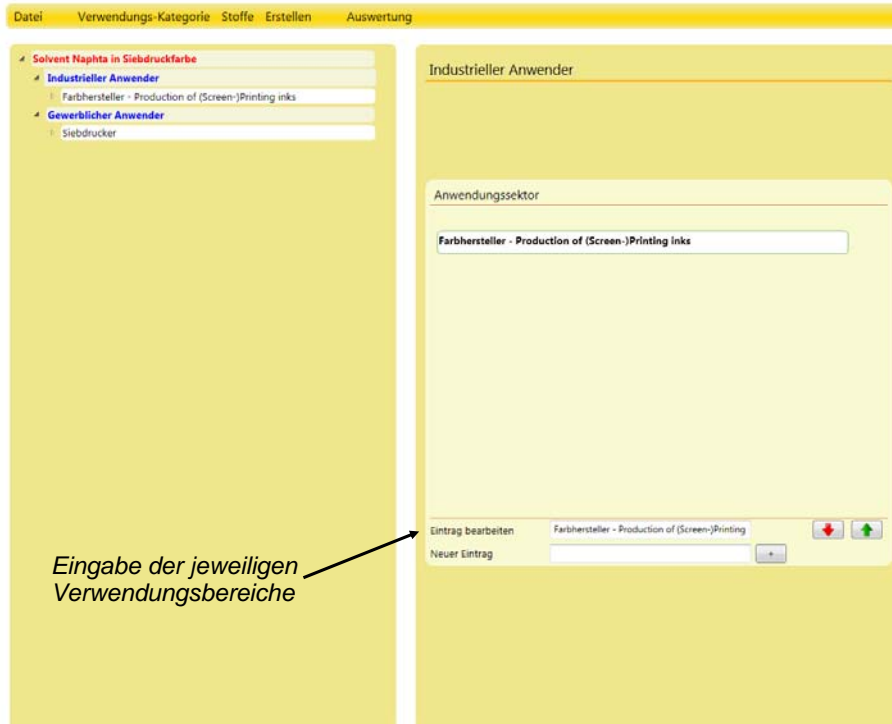 Datei Verwendungs-Kategorie Stoffe Erstellen Auswertung
Solvent Naphta in Siebdruckfarbe
Industrieller Anwender
Farbhersteller - Production of (Screen-)Printing inks
Gewerblicher Anwender
Siebdrucker
Industrieller Anwender
Anwendungssektor
Farbhersteller - Production of (Screen-)Printing inks
Eintrag bearbeiten Farbhersteller - Production of (Screen-)Printing
Neuer Eintrag +
Eingabe der jeweiligen
Verwendungsbereiche